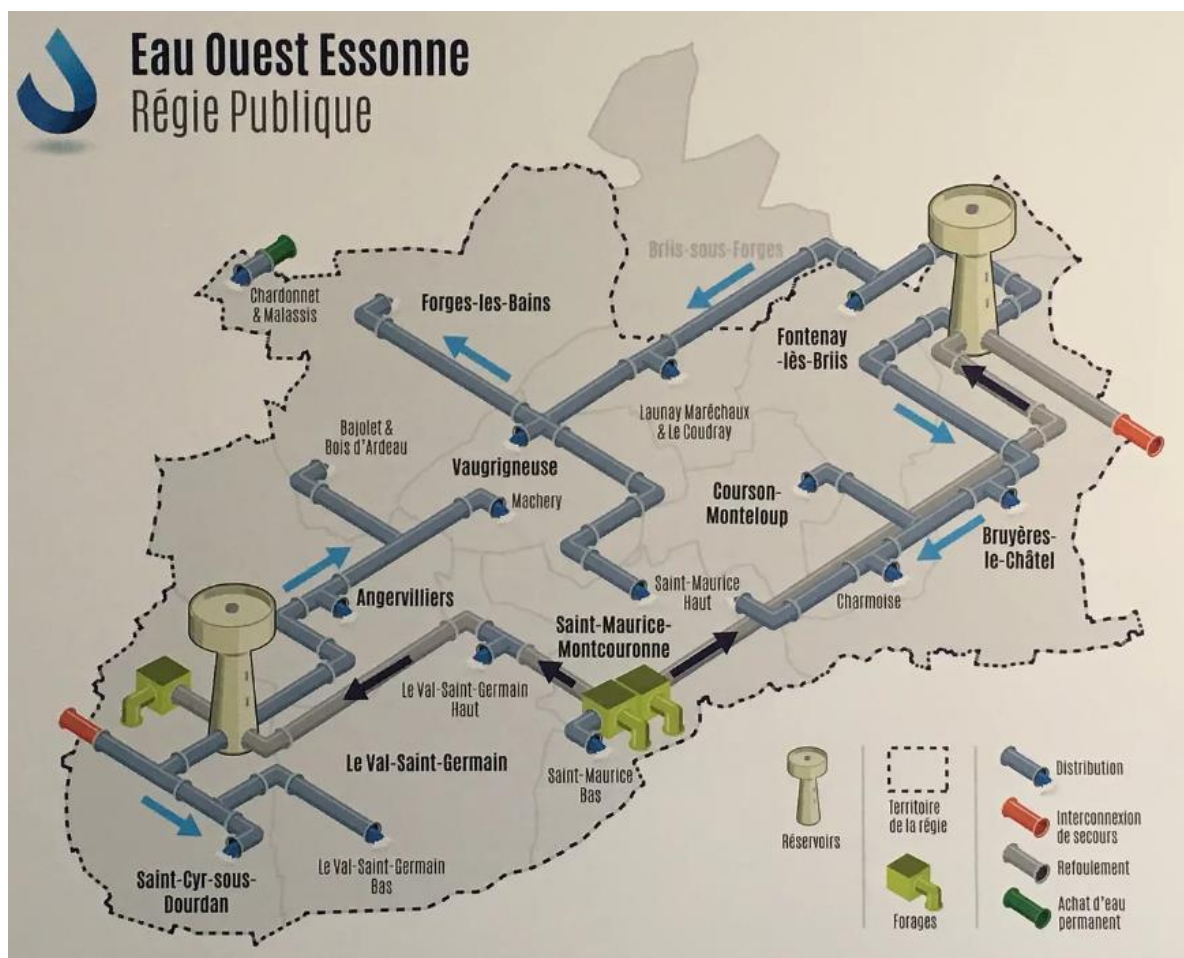 Eau Ouest Essonne
Régie Publique
Briis-sous-Forges
Chardonnet
& Malassis
Forges-les-Bains
Fontenay
-lès-Briis
Launay Maréchaux
& Le Coudray
Bajolet &
Bois d'Ardeau
Vaugrigneuse
Machery
Courson-
Monteloup
Bruyères-
le-Châtel
Saint-Maurice
Haut
Charmoise
Angervilliers
Saint-Maurice-
Montcouronne
Le Val-Saint-Germain
Haut
Le Val-Saint-Germain
Saint-Maurice
Bas
Le Val-Saint-Germain
Bas
Saint-Cyr-sous-
Dourdan
Réservoirs
Territoire
de la régie
Forages
Distribution
Interconnexion
de secours
Refoulement
Achat d'eau
permanent